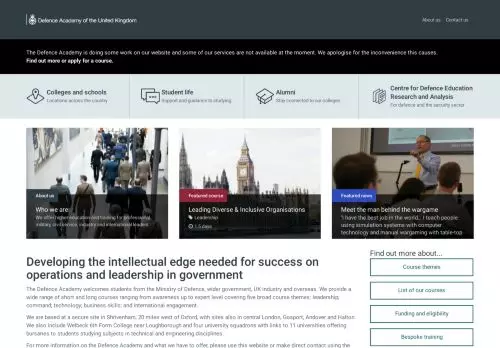 Defence Academy of the United Kingdom
About us Contact us
The Defence Academy is doing some work on our website and some of our services are not available at the moment. We apologise for the inconvenience this causes.
Find out more or apply for a course.
Colleges and schools
Locations across the country
Student life
Support and guidance to studying
Alumni
Stay connected to our colleges
Centre for Defence Education
Research and Analysis
For defence and the security sector
About us
Who we are
We offer higher education and training for professional
military, civil service, industry and international leaders
Featured course
Leading Diverse & Inclusive Organisations
Leadership
1.5 days
Featured news
Meet the man behind the wargame
"I have the best job in the world... I teach people
using simulation systems with computer
technology and manual wargaming with table-top
Developing the intellectual edge needed for success on
operations and leadership in government
The Defence Academy welcomes students from the Ministry of Defence, wider government, UK industry and overseas. We provide a
wide range of short and long courses ranging from awareness up to expert level covering five broad course themes; leadership;
command; technology; business skills; and international engagement.
We are based at a secure site in Shrivenham, 20 miles west of Oxford, with sites also in central London, Gosport, Andover and Halton.
We also include Welbeck 6th Form College near Loughborough and four university squadrons with links to 11 universities offering
bursaries to students studying subjects in technical and engineering disciplines.
For more information on the Defence Academy and what we have to offer, please use this website or make direct contact using the
Find out more about...
Course themes
List of our courses
Funding and eligibility
Bespoke training